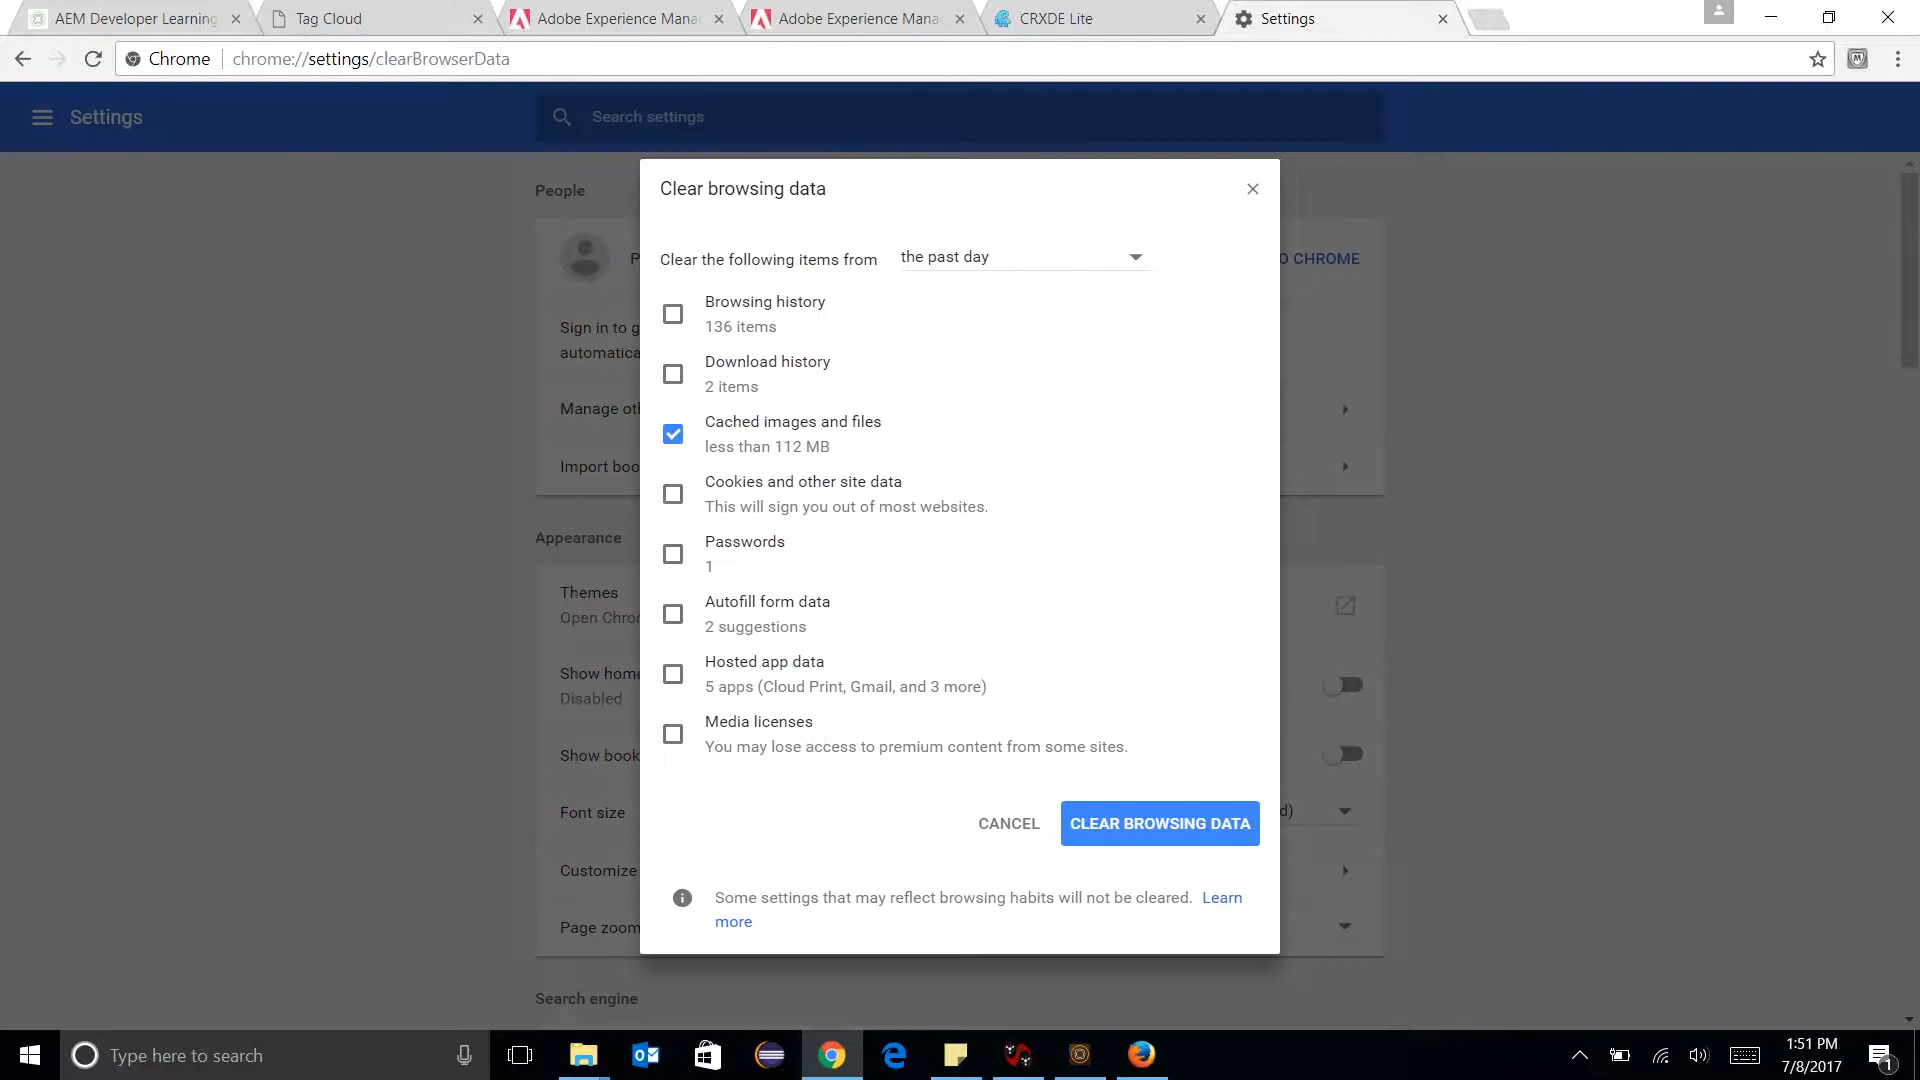 AEM Developer Learning
Tag Cloud
Adobe Experience Mana
Adobe Experience Mana
CRXDE Lite
Settings
Chrome
chrome://settings/clearBrowserData
Settings
Search settings
People
Clear browsing data
Clear the following items from
the past day
Browsing history
136 items
Download history
2 items
Cached images and files
less than 112 MB
Cookies and other site data
This will sign you out of most websites.
Passwords
1
Autofill form data
2 suggestions
Hosted app data
5 apps (Cloud Print, Gmail, and 3 more)
Media licenses
You may lose access to premium content from some sites.
CANCEL
CLEAR BROWSING DATA
Some settings that may reflect browsing habits will not be cleared. Learn
more
P
O CHROME
Sign in to g
automatica
Manage oth
Import boo
Appearance
Themes
Open Chror
Show home
Disabled
Show book
Font size
d)
Customize
Page zoom
Search engine
Type here to search
1:51 PM
7/8/2017
1